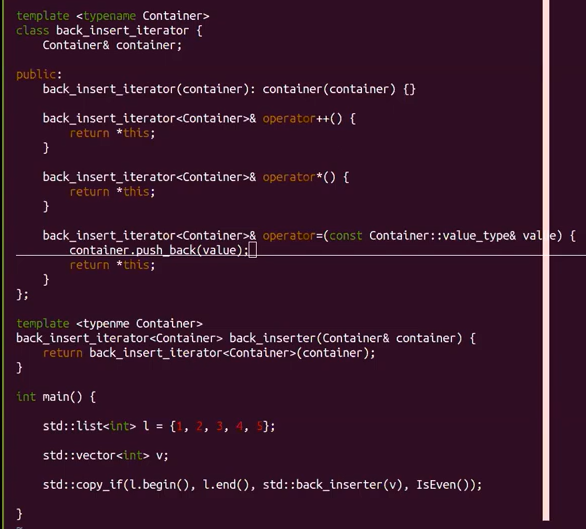 template <typename Container>
class back_insert_iterator {
    Container& container;
public:
    back_insert_iterator(container): container(container) {}
    back_insert_iterator<Container>& operator++() {
        return *this;
    }
    back_insert_iterator<Container>& operator*() {
        return *this;
    }
    back_insert_iterator<Container>& operator=(const Container::value_type& value) {
        container.push_back(value);
        return *this;
    }
};
template <typenme Container>
back_insert_iterator<Container> back_inserter(Container& container) {
    return back_insert_iterator<Container>(container);
}
int main() {
    std::list<int> l = {1, 2, 3, 4, 5};
    std::vector<int> v;
    std::copy_if(l.begin(), l.end(), std::back_inserter(v), IsEven());
}
~